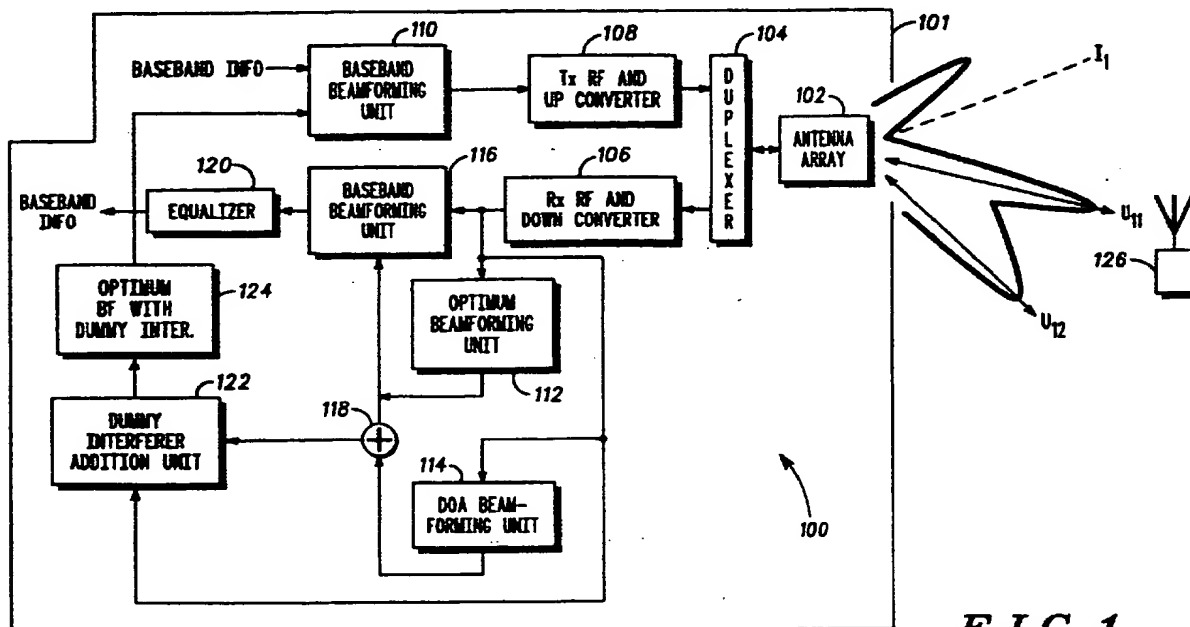 110
108
104
101
BASEBAND INFO
BASEBAND
BEAMFORMING
UNIT
Tx RF AND
UP CONVERTER
DUPLEXER
102
ANTENNA
ARRAY
I1
120
116
106
BASEBAND
INFO
EQUALIZER
BASEBAND
BEAMFORMING
UNIT
Rx RF AND
DOWN CONVERTER
U11
126
OPTIMUM
BF WITH
DUMMY INTER.
124
OPTIMUM
BEAMFORMING
UNIT
U12
122
118
112
DUMMY
INTERFERER
ADDITION UNIT
+
114
DOA BEAM-
FORMING UNIT
100
FIG. 1